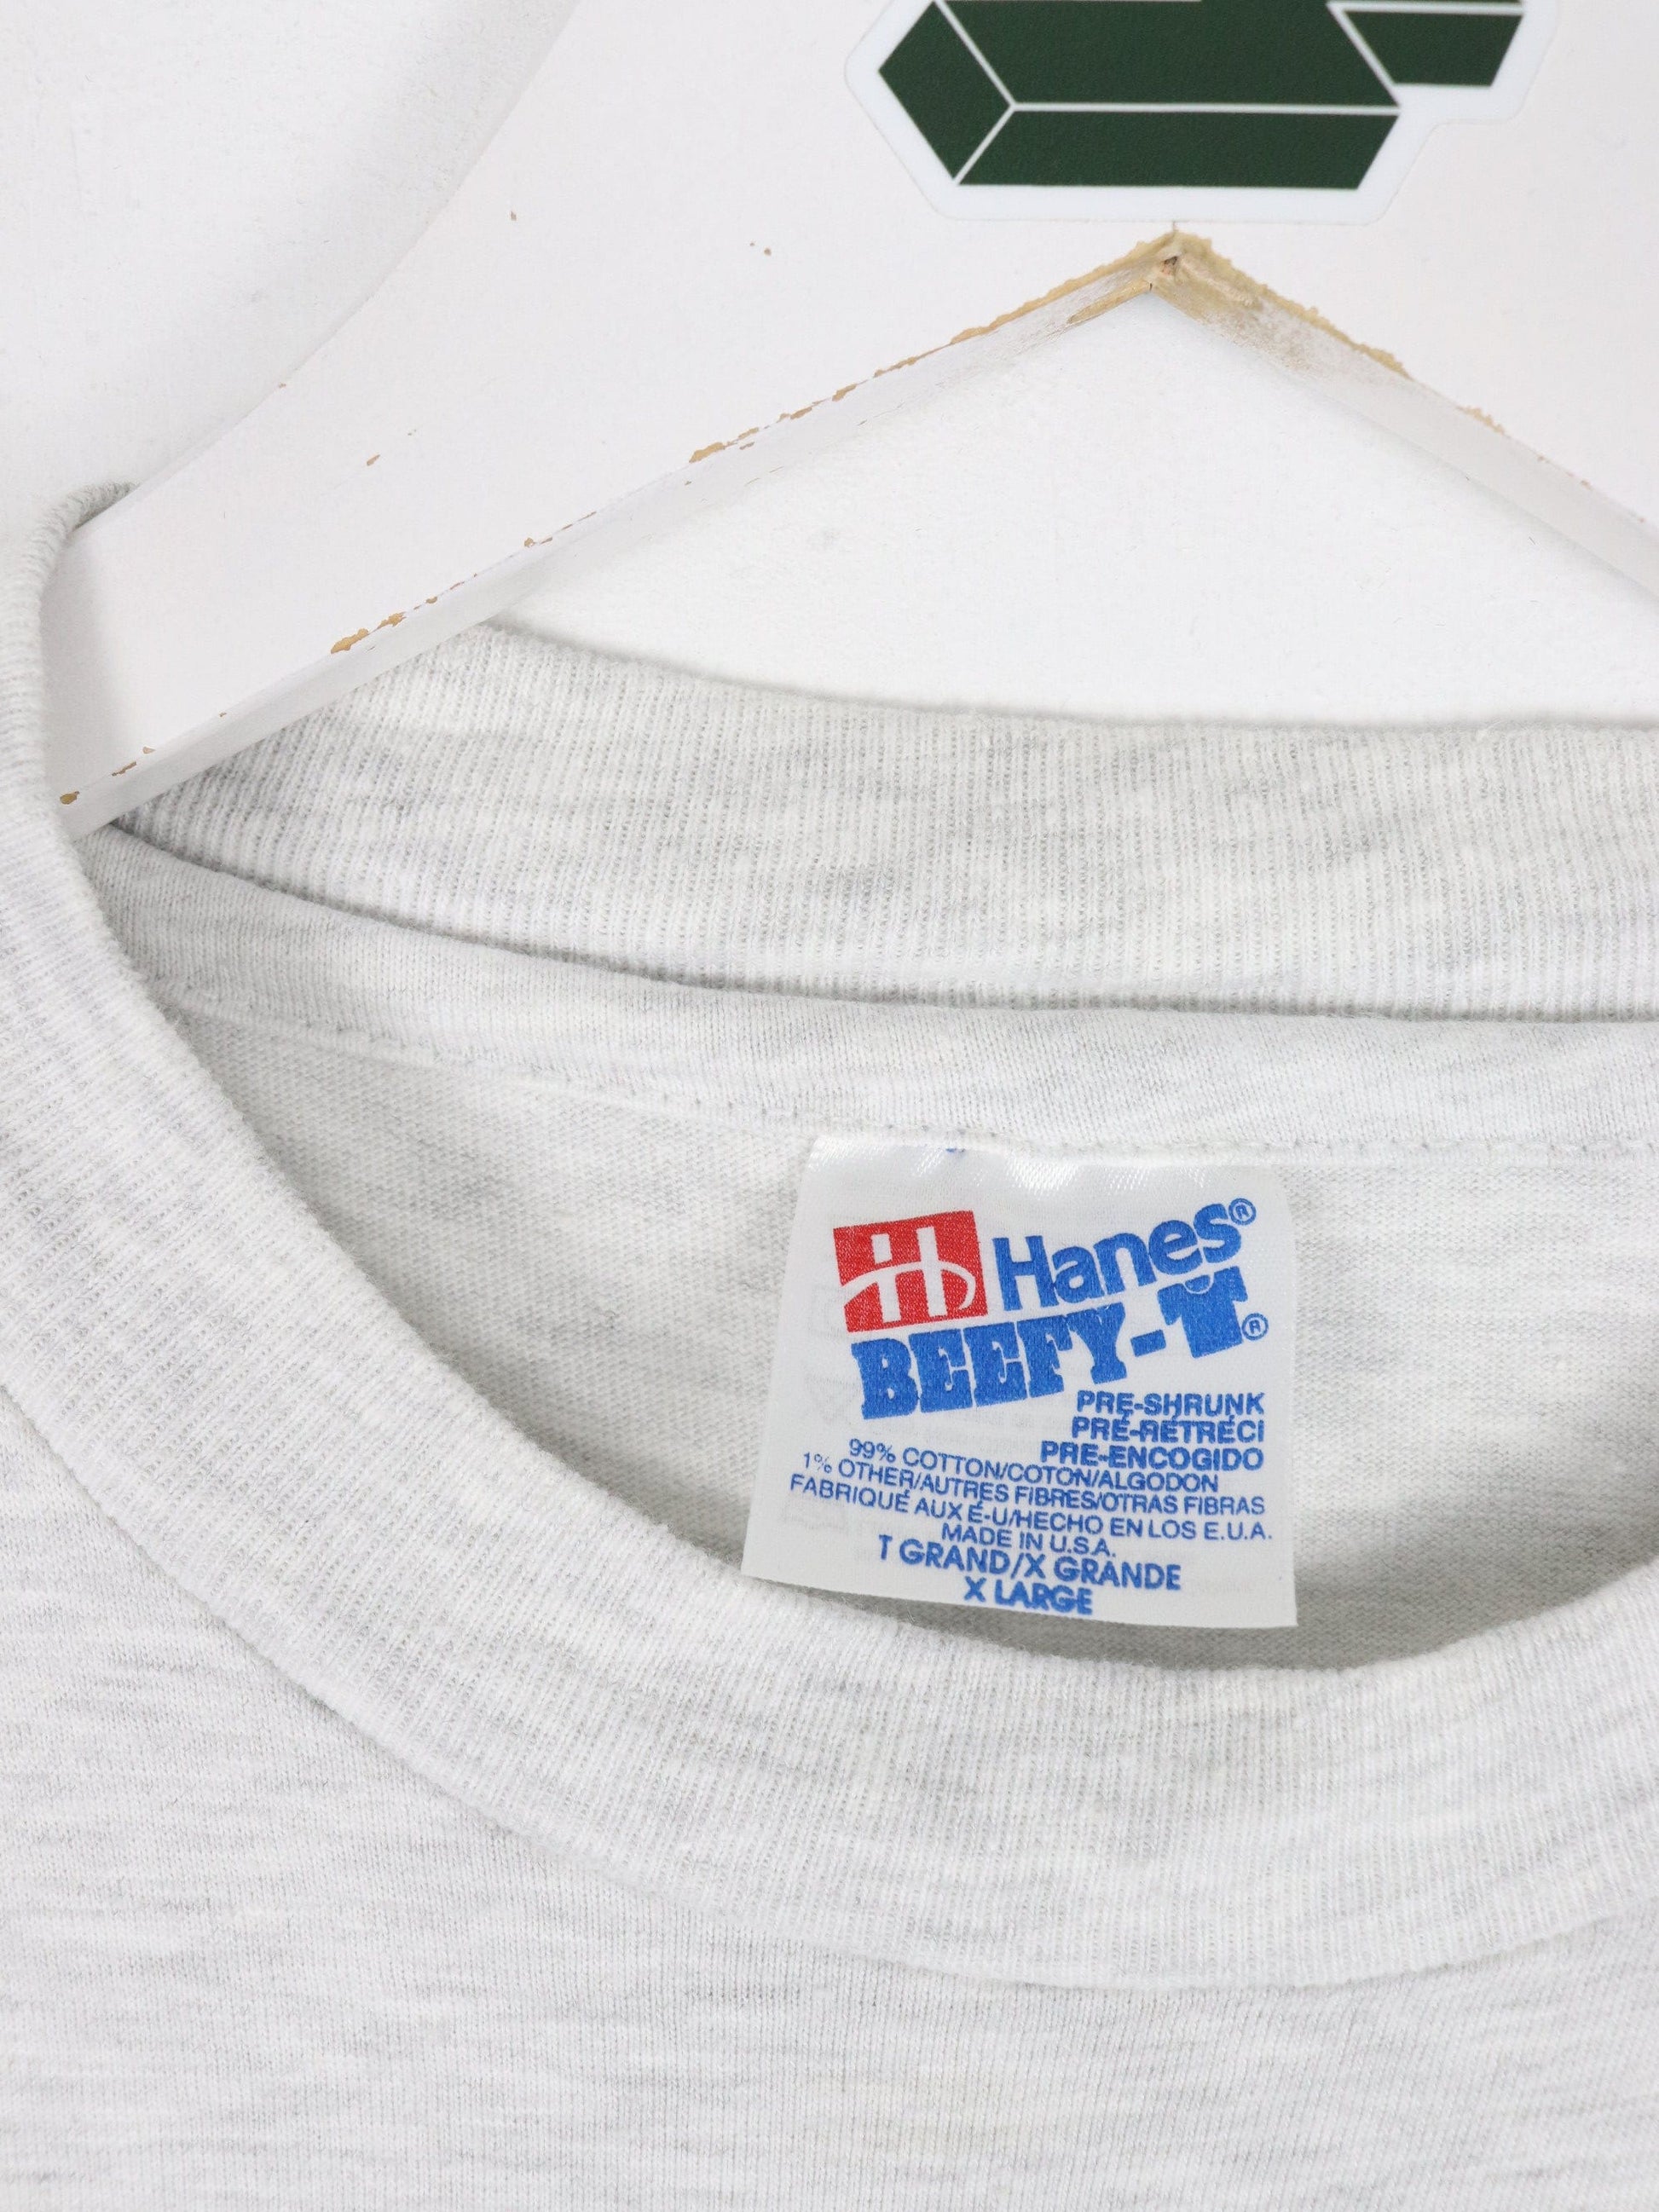 Hanes®
BEEFY-T®
PRE-SHRUNK
PRÉ-RÉTRÉCI
PRE-ENCOGIDO
99% COTTON/COTON/ALGODON
1% OTHER/AUTRES FIBRES/OTRAS FIBRAS
FABRIQUÉ AUX É-U/HECHO EN LOS E.U.A.
MADE IN U.S.A.
T GRAND/X GRANDE
X LARGE